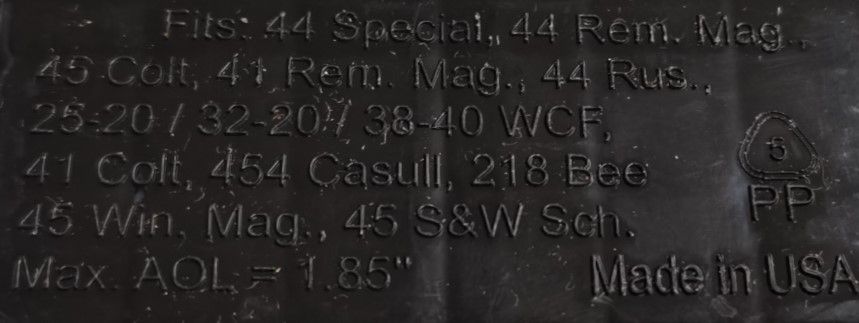 Fits: 44 Special, 44 Rem. Mag.,
45 Colt, 41 Rem. Mag., 44 Rus.,
25-20 / 32-20 / 38-40 WCF,
41 Colt, 454 Casull, 218 Bee
45 Win, Mag., 45 S&W Sch.
Max. AOL = 1.85"
5
PP
Made in USA